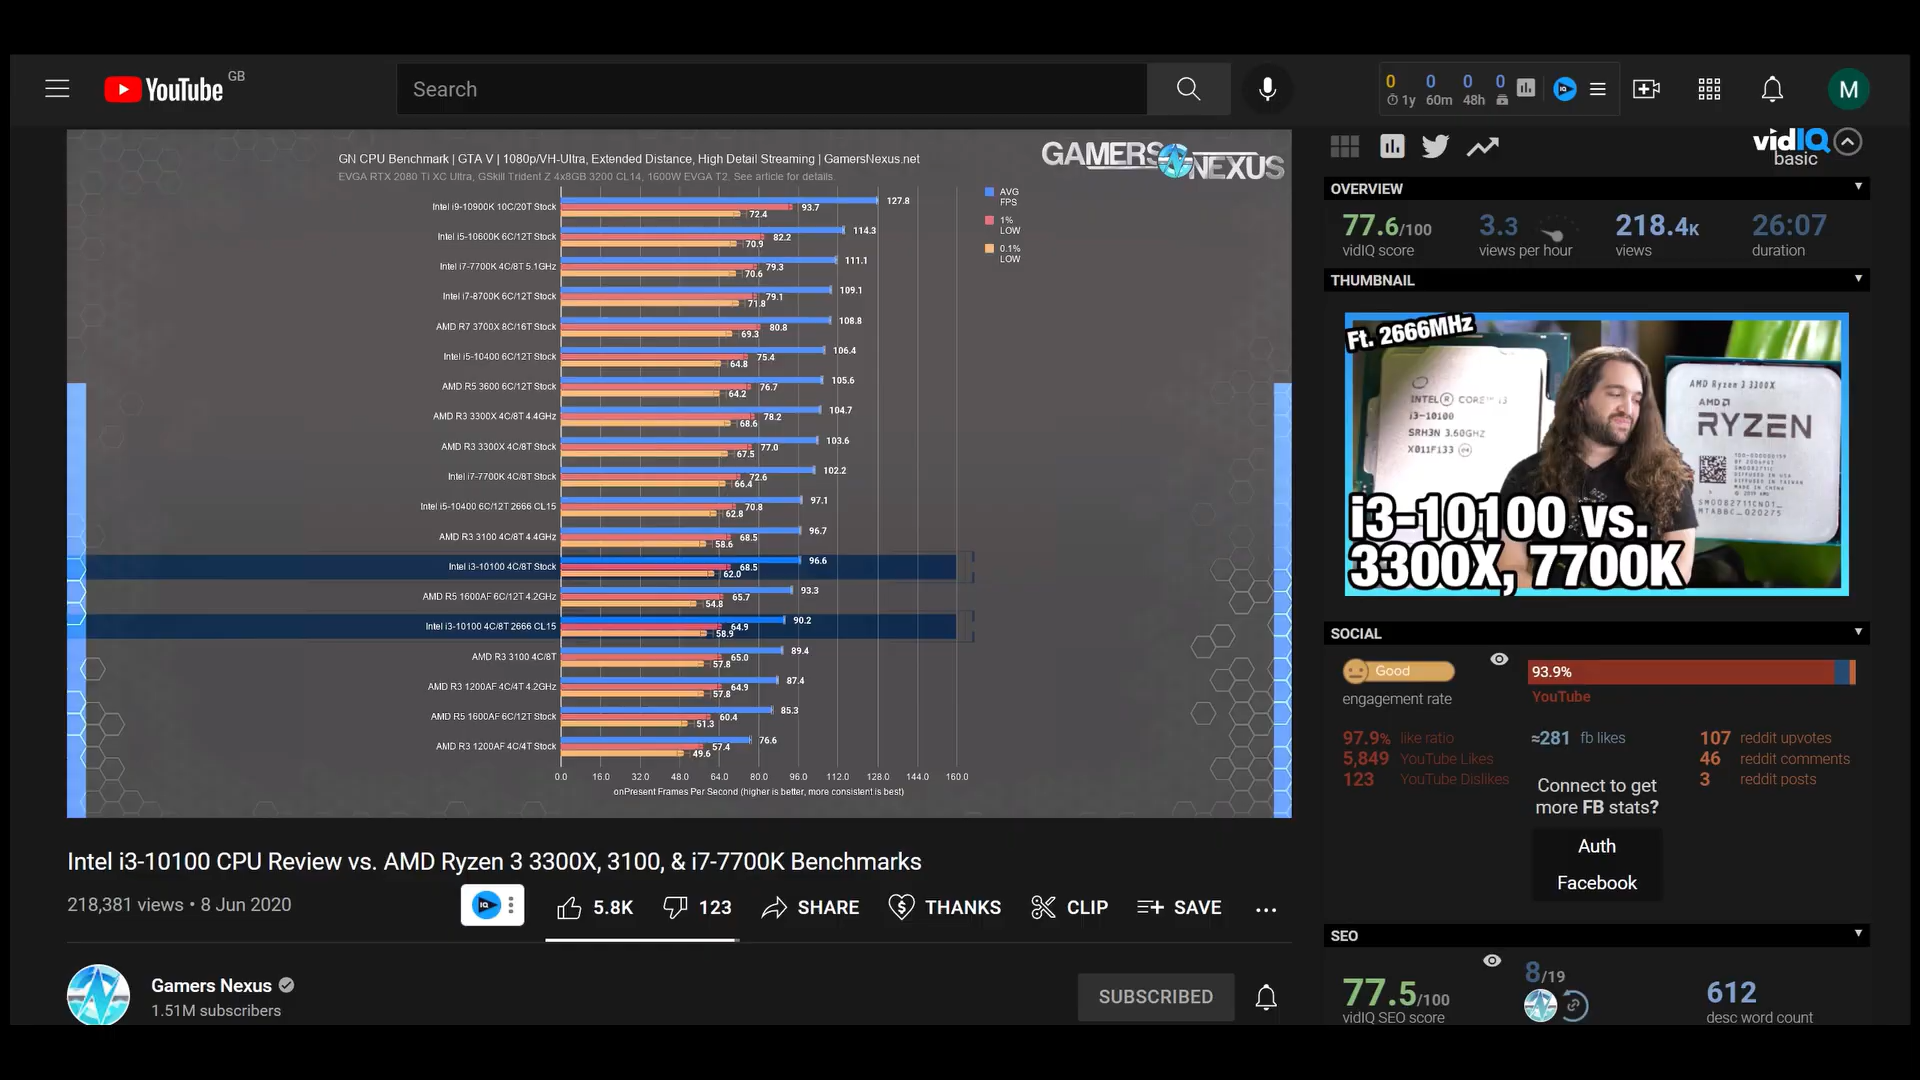 YouTube GB
Search
0 0 0 0
1y 60m 48h
M
GN CPU Benchmark | GTA V | 1080p/VH-Ultra, Extended Distance, High Detail Streaming | GamersNexus.net
EVGA RTX 2080 Ti XC Ultra, GSkill Trident Z 4x8GB 3200 CL14, 1600W EVGA T2. See article for details.
GAMERS NEXUS
AVG FPS
1% LOW
0.1% LOW
Intel i9-10900K 10C/20T Stock 127.8 93.7 72.4
Intel i5-10600K 6C/12T Stock 114.3 82.2 70.9
Intel i7-7700K 4C/8T 5.1GHz 111.1 79.3 70.6
Intel i7-8700K 6C/12T Stock 109.1 79.1 71.8
AMD R7 3700X 8C/16T Stock 108.8 80.8 69.3
Intel i5-10400 6C/12T Stock 106.4 75.4 64.8
AMD R5 3600 6C/12T Stock 105.6 76.7 64.2
AMD R3 3300X 4C/8T 4.4GHz 104.7 78.2 68.6
AMD R3 3300X 4C/8T Stock 103.6 77.0 67.5
Intel i7-7700K 4C/8T Stock 102.2 72.6 66.4
Intel i5-10400 6C/12T 2666 CL15 97.1 70.8 62.8
AMD R3 3100 4C/8T 4.4GHz 96.7 68.5 58.6
Intel i3-10100 4C/8T Stock 96.6 68.5 62.0
AMD R5 1600AF 6C/12T 4.2GHz 93.3 65.7 54.8
Intel i3-10100 4C/8T 2666 CL15 90.2 64.9 58.9
AMD R3 3100 4C/8T 89.4 65.0 57.8
AMD R3 1200AF 4C/4T 4.2GHz 87.4 64.9 57.8
AMD R5 1600AF 6C/12T Stock 85.3 60.4 51.3
AMD R3 1200AF 4C/4T Stock 76.6 57.4 49.6
0.0 16.0 32.0 48.0 64.0 80.0 96.0 112.0 128.0 144.0 160.0
onPresent Frames Per Second (higher is better, more consistent is best)
Intel i3-10100 CPU Review vs. AMD Ryzen 3 3300X, 3100, & i7-7700K Benchmarks
218,381 views • 8 Jun 2020
5.8K 123 SHARE THANKS CLIP SAVE
Gamers Nexus
1.51M subscribers
SUBSCRIBED
vidIQ
basic
OVERVIEW
77.6/100 3.3 218.4K 26:07
vidIQ score views per hour views duration
THUMBNAIL
Ft. 2666MHz
INTEL® CORE™ i3
i3-10100
SRH3N 3.60GHZ
X011F133
AMD Ryzen 3 3300X
AMD
RYZEN
i3-10100 vs.
3300X, 7700K
SOCIAL
Good
engagement rate
93.9%
YouTube
97.9% like ratio
5,849 YouTube Likes
123 YouTube Dislikes
≈281 fb likes
Connect to get
more FB stats?
Auth
Facebook
107 reddit upvotes
46 reddit comments
3 reddit posts
SEO
77.5/100 8/19 612
vidIQ SEO score desc word count